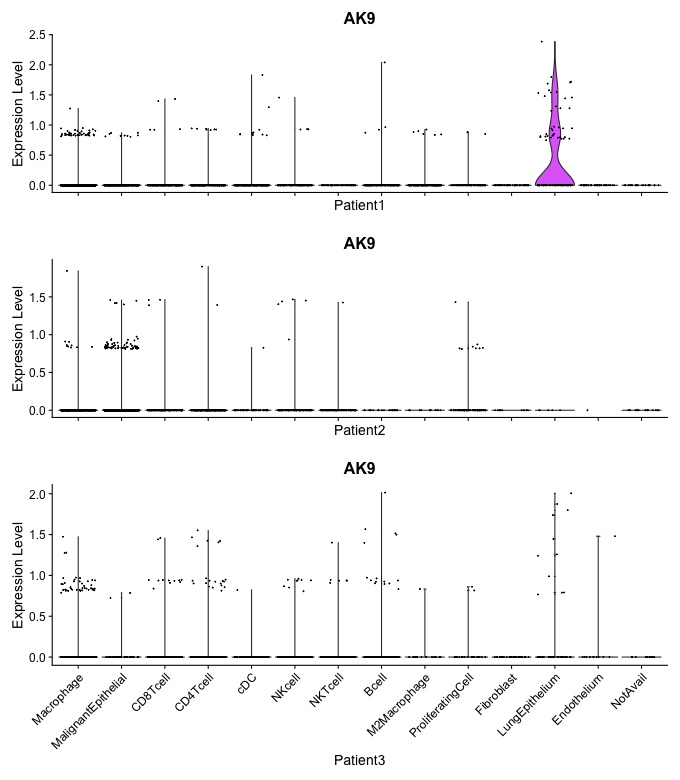 AK9
Expression Level
2.5
2.0
1.5
1.0
0.5
0.0
Patient1
AK9
Expression Level
1.5
1.0
0.5
0.0
Patient2
AK9
Expression Level
2.0
1.5
1.0
0.5
0.0
Macrophage
MalignantEpithelial
CD8Tcell
CD4Tcell
cDC
NKcell
NKTcell
Bcell
M2Macrophage
ProliferatingCell
Fibroblast
LungEpithelium
Endothelium
NotAvail
Patient3